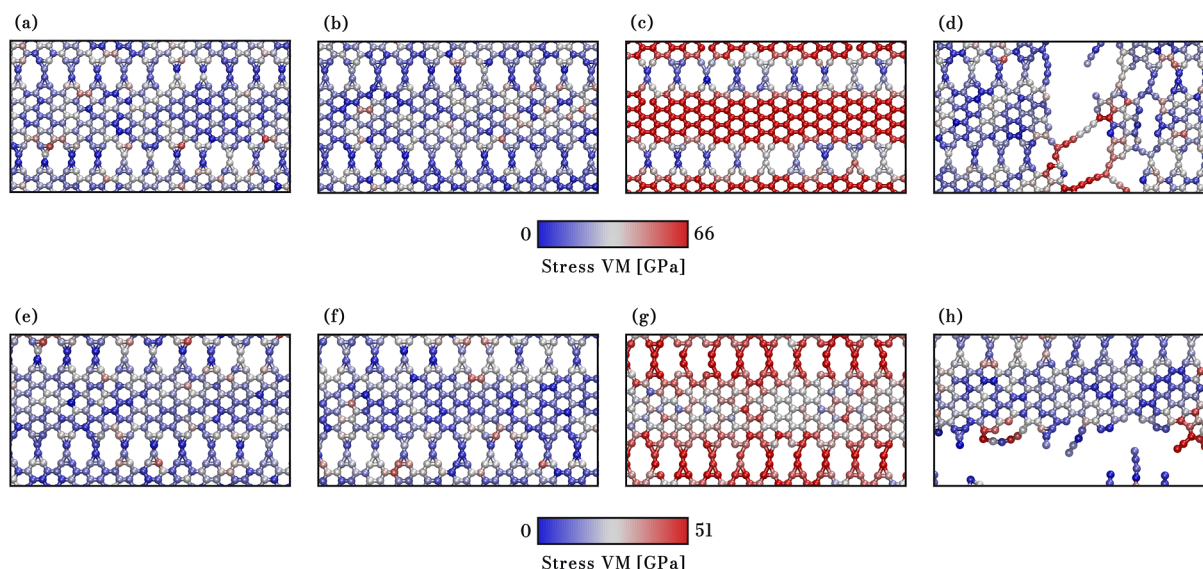 (a) (b) (c) (d)
0 66
Stress VM [GPa]
(e) (f) (g) (h)
0 51
Stress VM [GPa]